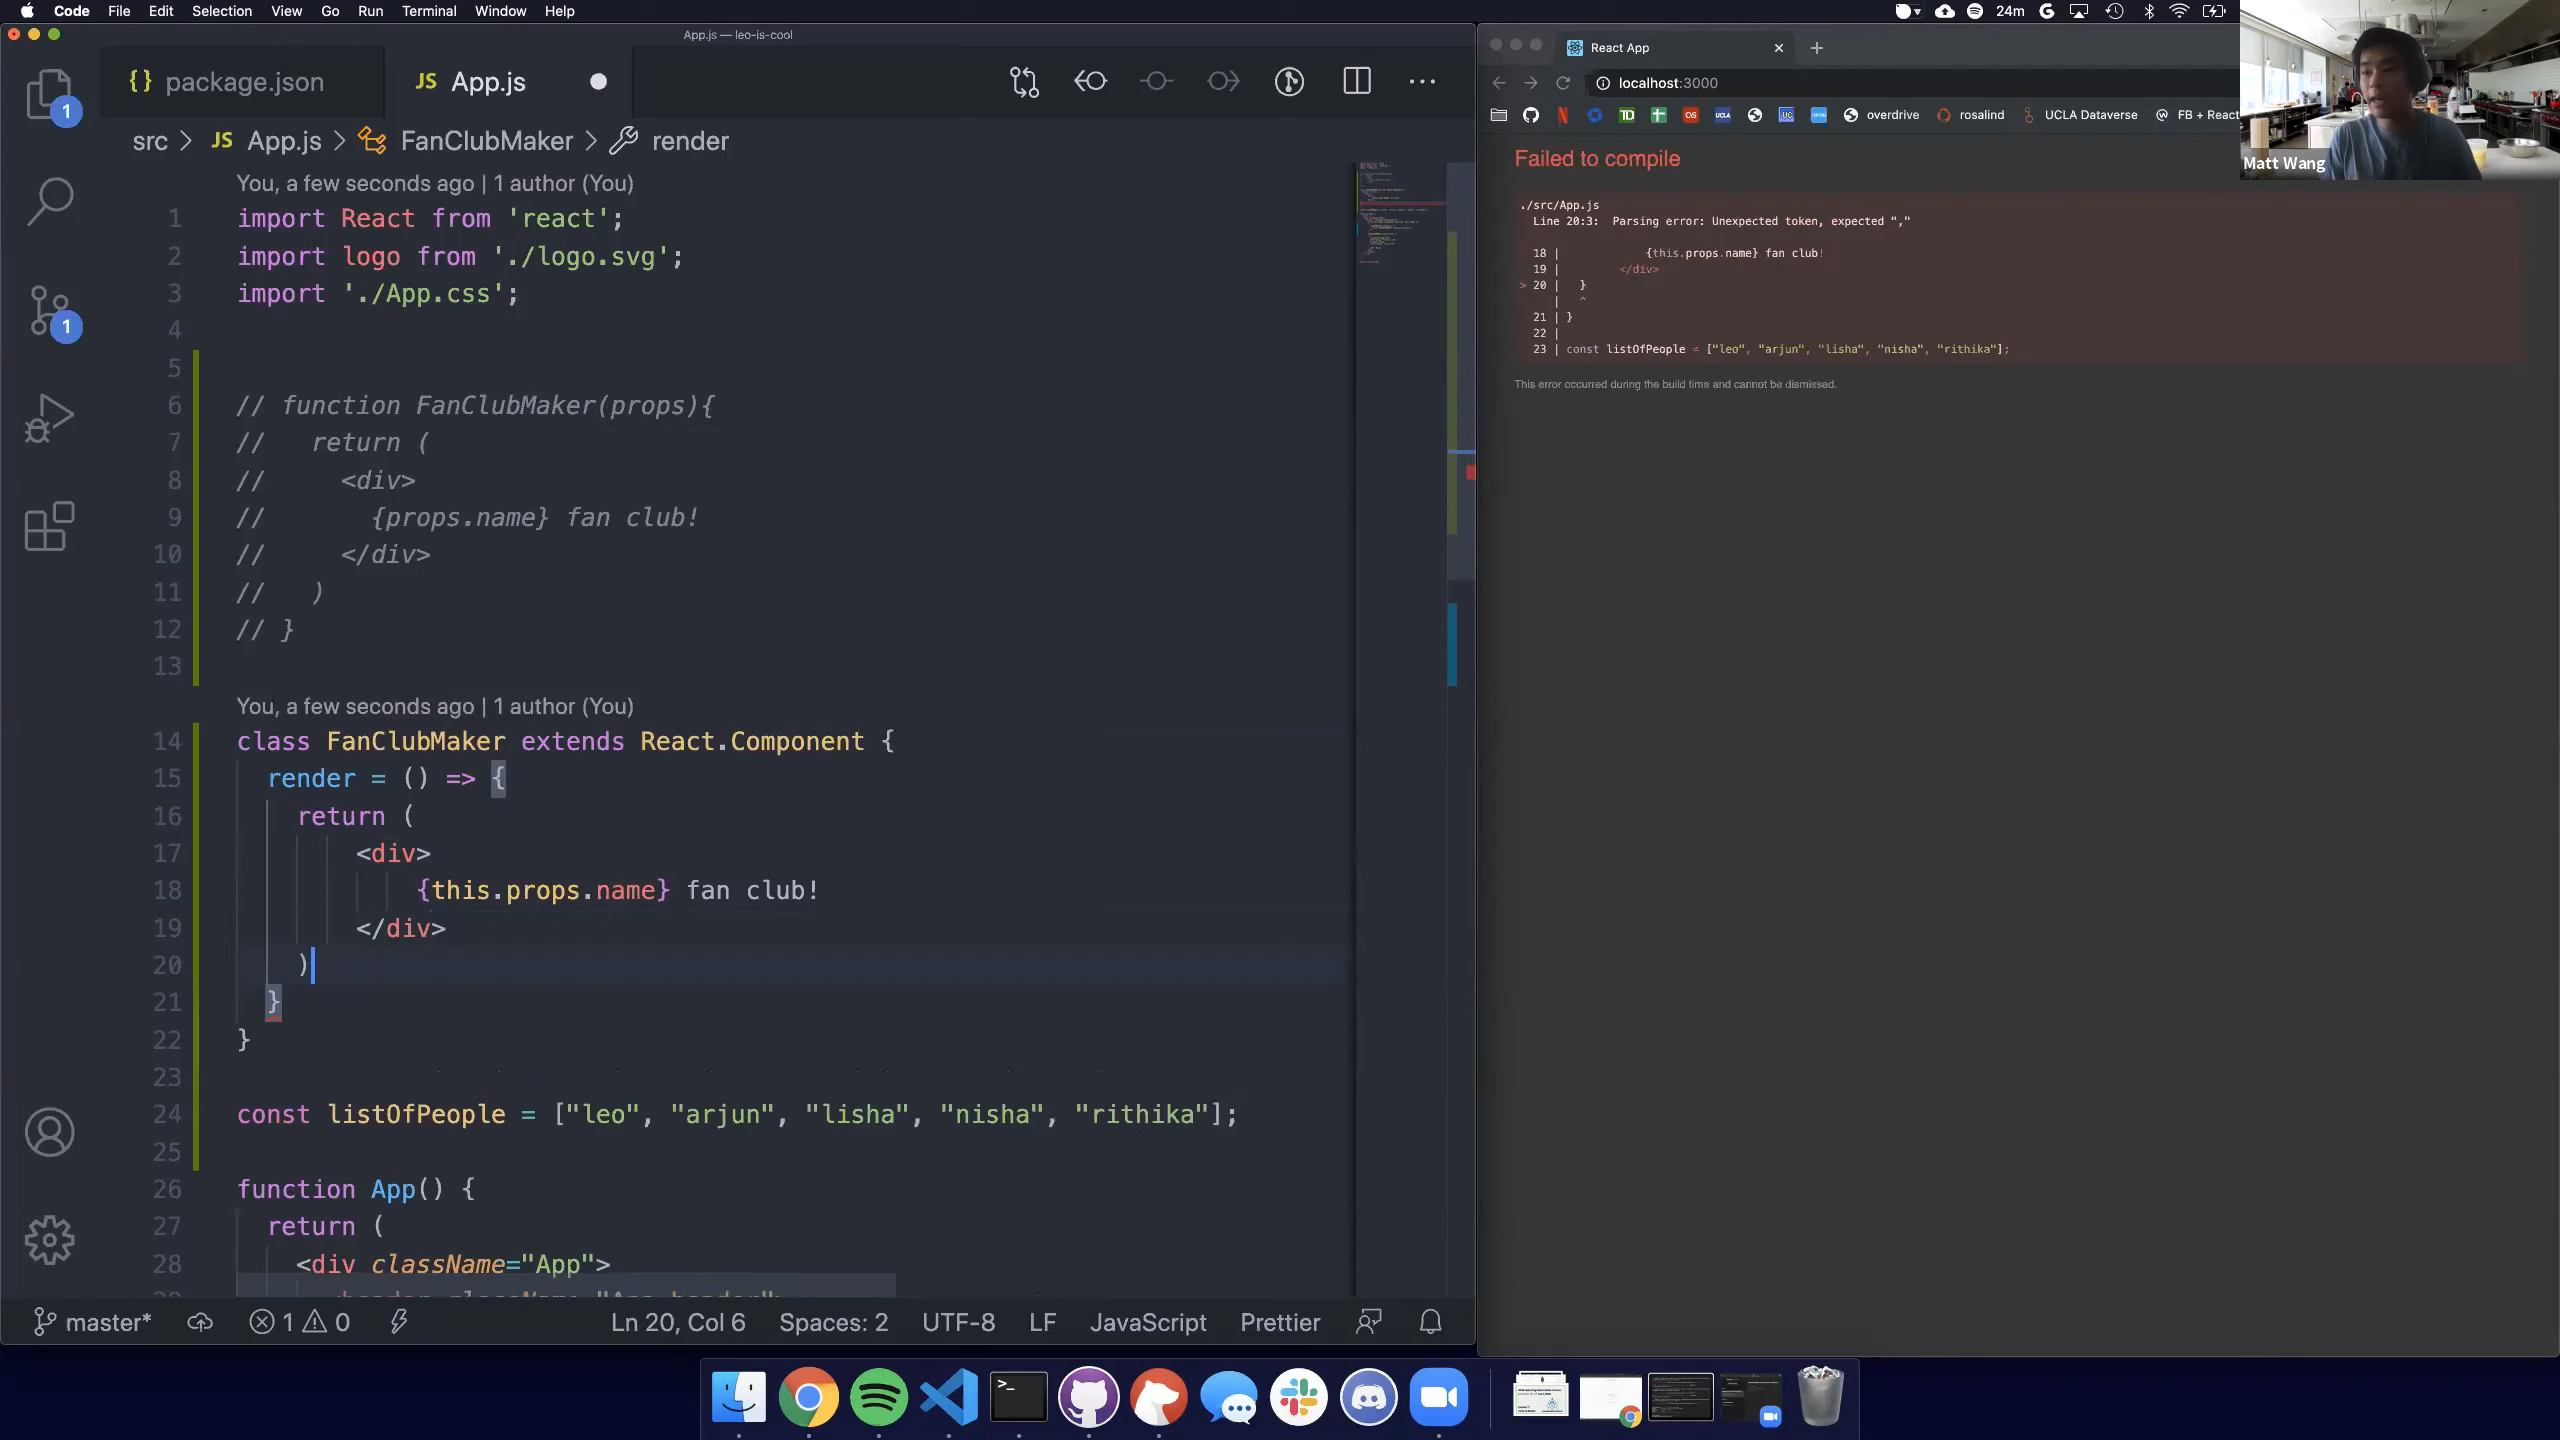 Code File Edit Selection View Go Run Terminal Window Help
24m
App.js — leo-is-cool
{} package.json
JS App.js
src > JS App.js > FanClubMaker > render
You, a few seconds ago | 1 author (You)
1 import React from 'react';
2 import logo from './logo.svg';
3 import './App.css';
4
5
6 // function FanClubMaker(props){
7 //   return (
8 //     <div>
9 //       {props.name} fan club!
10 //     </div>
11 //   )
12 // }
13
You, a few seconds ago | 1 author (You)
14 class FanClubMaker extends React.Component {
15   render = () => {
16     return (
17         <div>
18             {this.props.name} fan club!
19         </div>
20     )
21   }
22 }
23
24 const listOfPeople = ["leo", "arjun", "lisha", "nisha", "rithika"];
25
26 function App() {
27   return (
28     <div className="App">
1
1
master* 1 0 Ln 20, Col 6 Spaces: 2 UTF-8 LF JavaScript Prettier
React App
localhost:3000
TD OS UCLA UC overdrive rosalind UCLA Dataverse FB + React
Matt Wang
Failed to compile
./src/App.js
Line 20:3: Parsing error: Unexpected token, expected ","
18 | {this.props.name} fan club!
19 | </div>
> 20 | }
| ^
21 | }
22 |
23 | const listOfPeople = ["leo", "arjun", "lisha", "nisha", "rithika"];
This error occurred during the build time and cannot be dismissed.